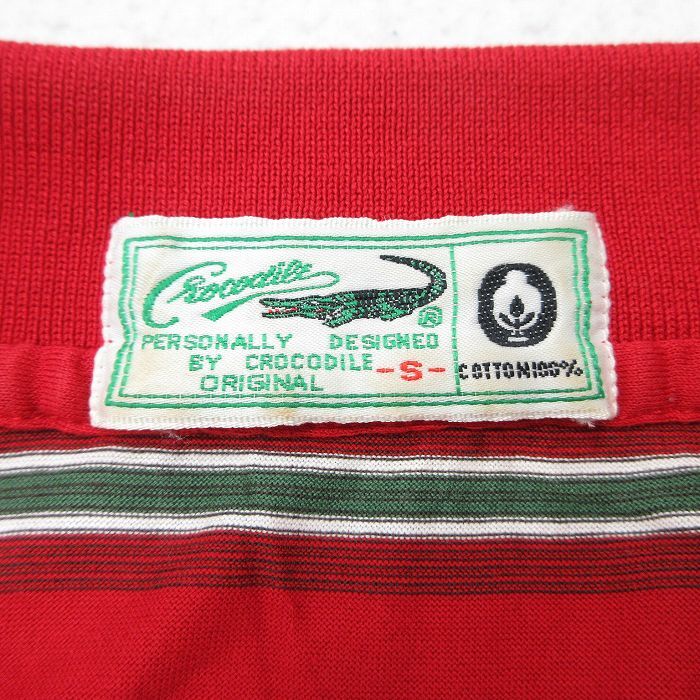 Crocodile
®
PERSONALLY DESIGNED
BY CROCODILE
ORIGINAL -S-
COTTON100%